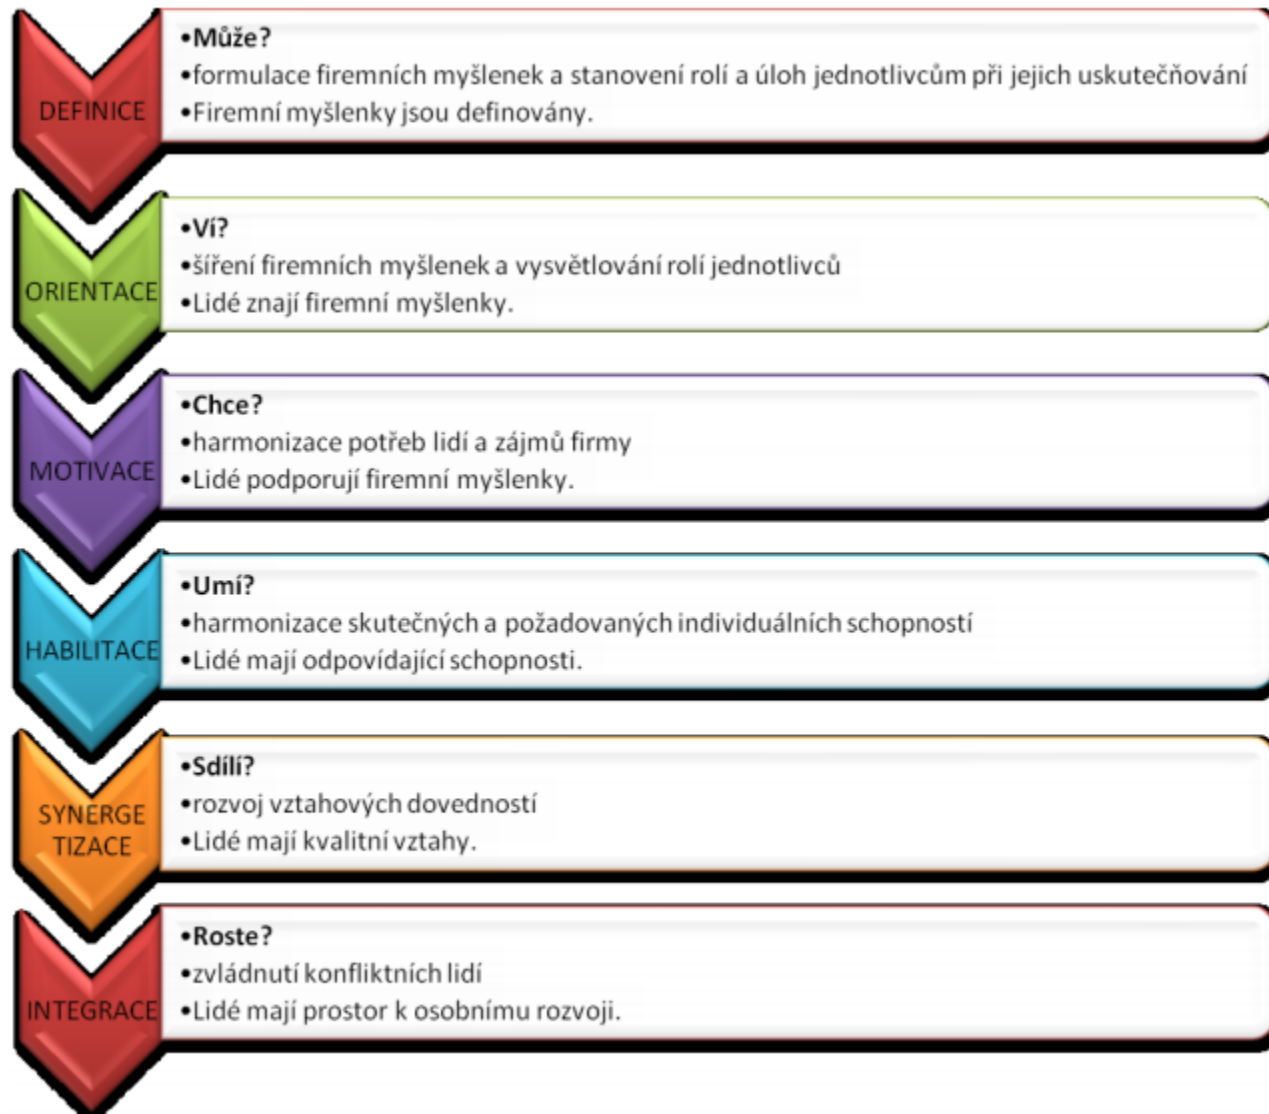 DEFINICE
•Může?
•formulace firemních myšlenek a stanovení rolí a úloh jednotlivcům při jejich uskutečňování
•Firemní myšlenky jsou definovány.
ORIENTACE
•Ví?
•šíření firemních myšlenek a vysvětlování rolí jednotlivců
•Lidé znají firemní myšlenky.
MOTIVACE
•Chce?
•harmonizace potřeb lidí a zájmů firmy
•Lidé podporují firemní myšlenky.
HABILITACE
•Umí?
•harmonizace skutečných a požadovaných individuálních schopností
•Lidé mají odpovídající schopnosti.
SYNERGE
TIZACE
•Sdílí?
•rozvoj vztahových dovedností
•Lidé mají kvalitní vztahy.
INTEGRACE
•Roste?
•zvládnutí konfliktních lidí
•Lidé mají prostor k osobnímu rozvoji.